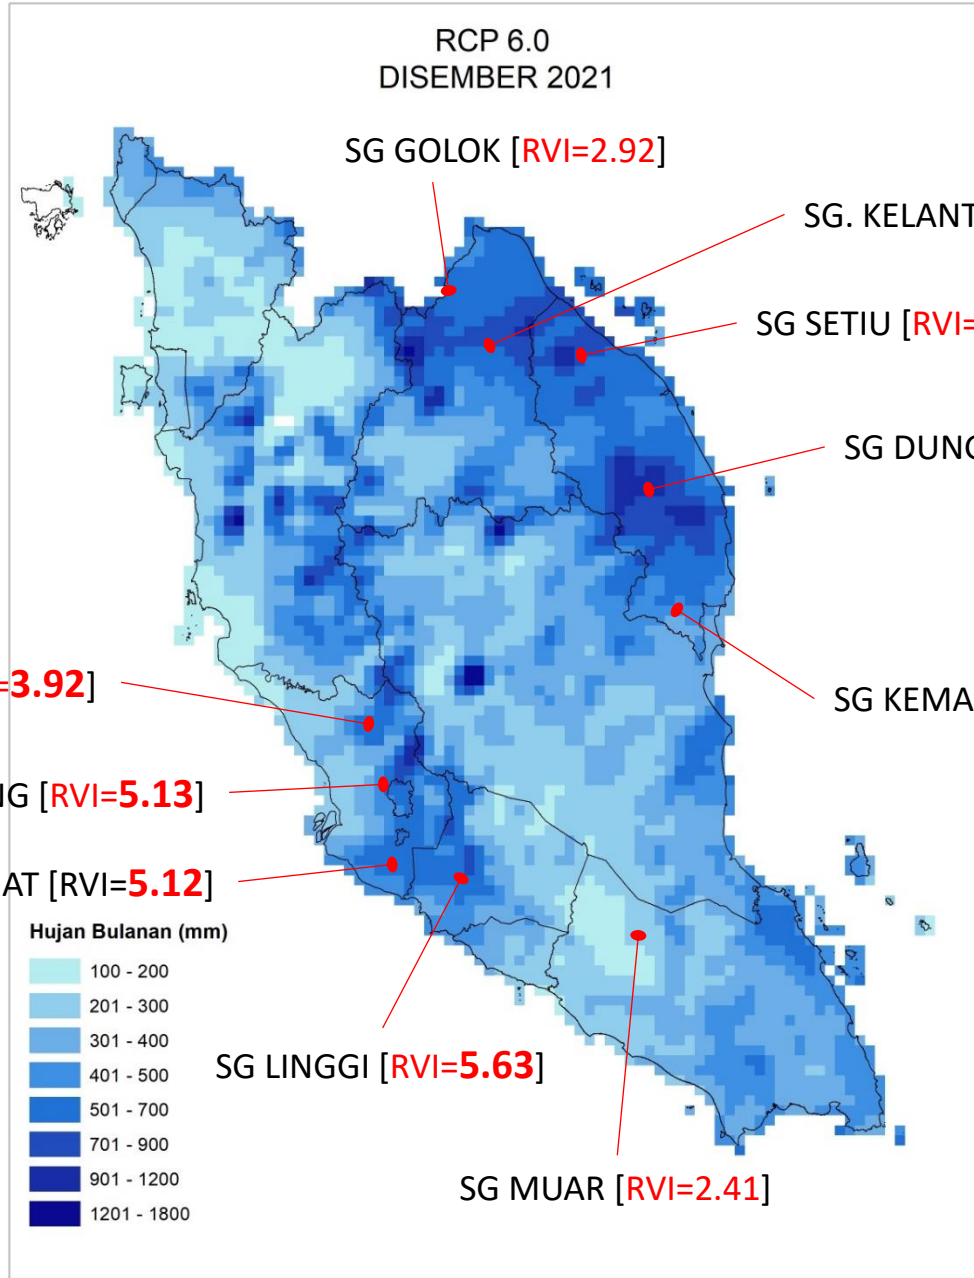 RCP 6.0
DISEMBER 2021
SG GOLOK [RVI=2.92]
SG. KELANT
SG SETIU [RVI=
SG DUNG
SG KEMA
=3.92]
NG [RVI=5.13]
AT [RVI=5.12]
Hujan Bulanan (mm)
100 - 200
201 - 300
301 - 400
401 - 500
501 - 700
701 - 900
901 - 1200
1201 - 1800
SG LINGGI [RVI=5.63]
SG MUAR [RVI=2.41]